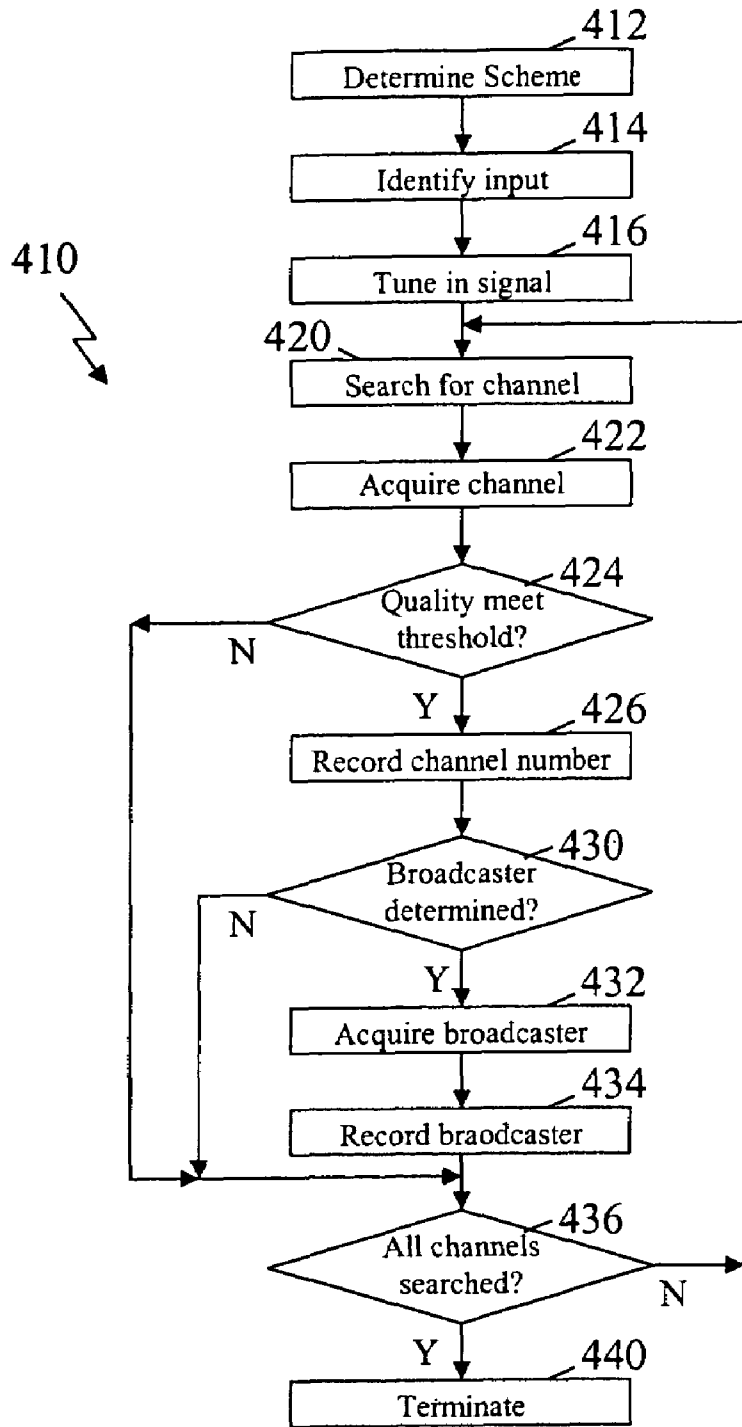 412
Determine Scheme
414
Identify input
410
416
Tune in signal
420
Search for channel
422
Acquire channel
424
Quality meet
threshold?
N
Y
426
Record channel number
430
Broadcaster
determined?
N
Y
432
Acquire broadcaster
434
Record braodcaster
436
All channels
searched?
N
Y
440
Terminate